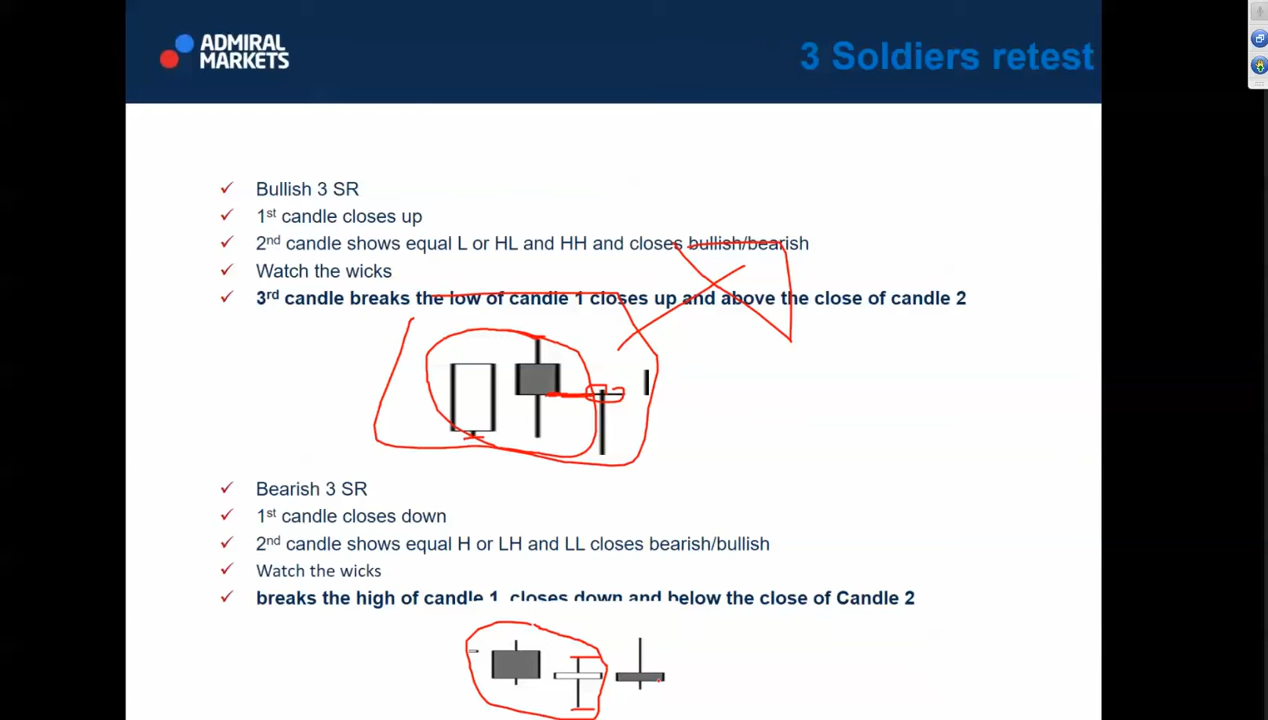 ADMIRAL
MARKETS
3 Soldiers retest
✓ Bullish 3 SR
✓ 1st candle closes up
✓ 2nd candle shows equal L or HL and HH and closes bullish/bearish
✓ Watch the wicks
✓ 3rd candle breaks the low of candle 1 closes up and above the close of candle 2
✓ Bearish 3 SR
✓ 1st candle closes down
✓ 2nd candle shows equal H or LH and LL closes bearish/bullish
✓ Watch the wicks
✓ breaks the high of candle 1, closes down and below the close of Candle 2